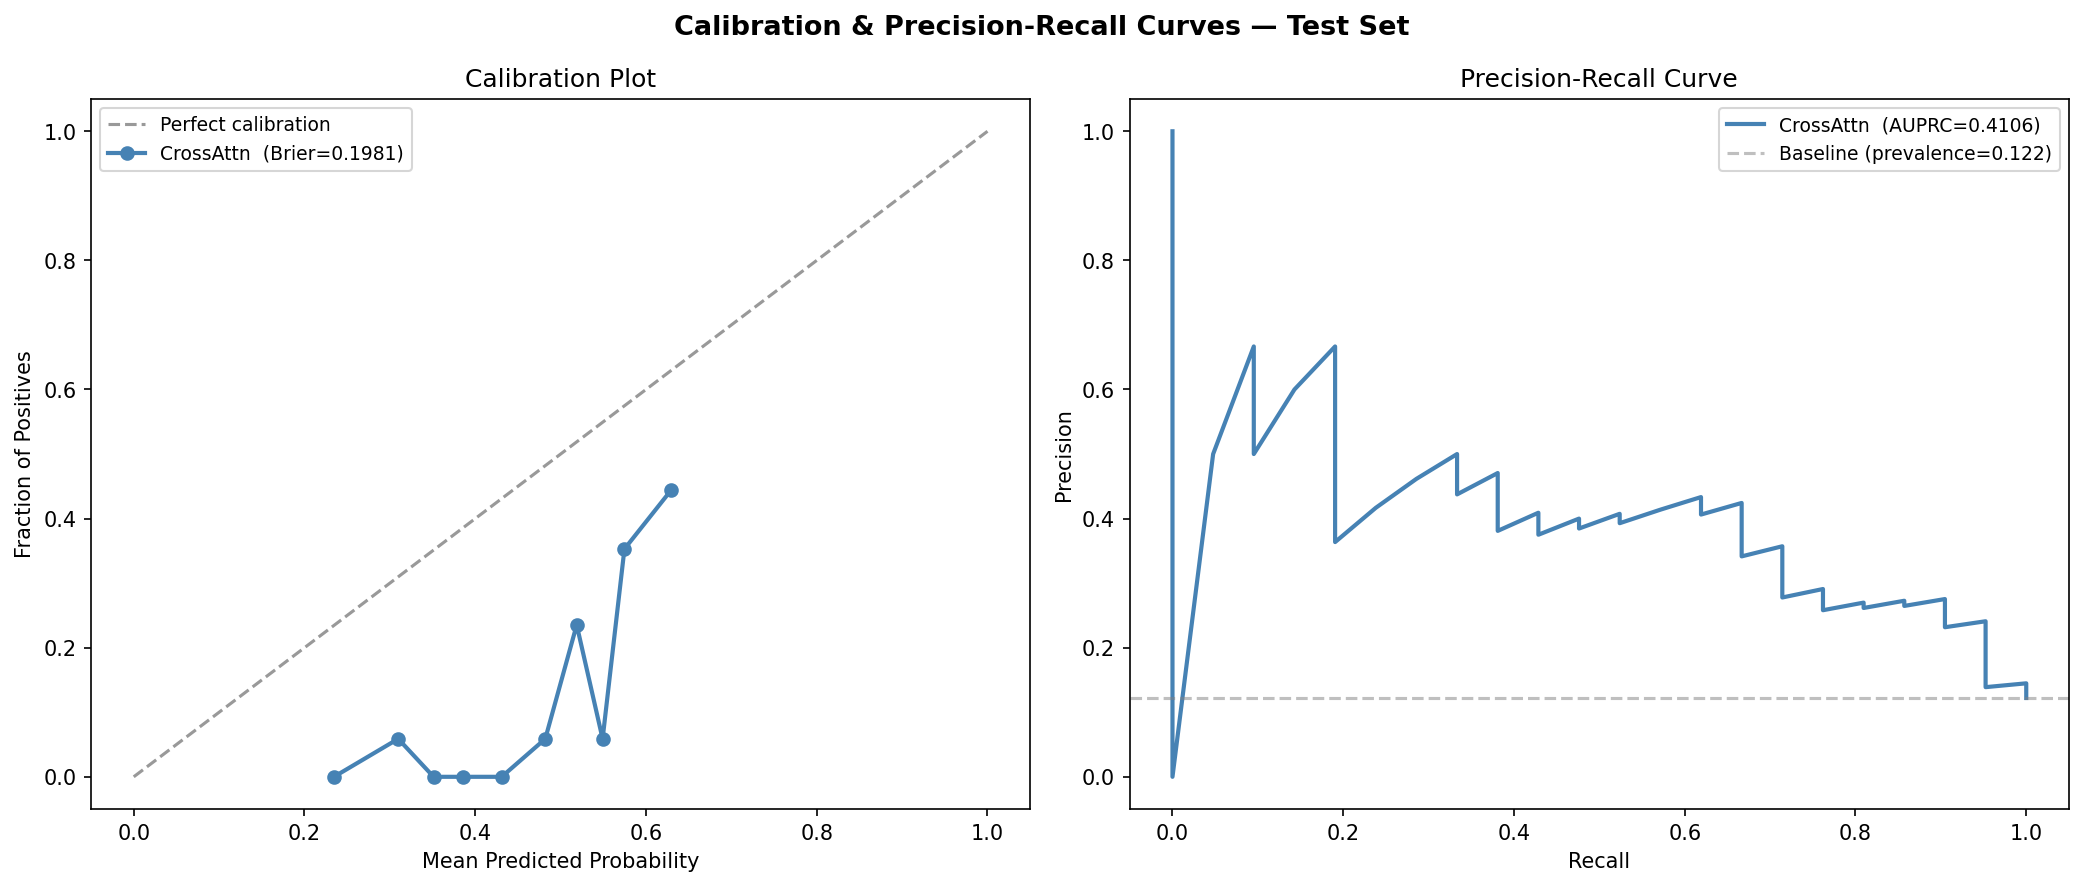 Calibration & Precision-Recall Curves — Test Set
Calibration Plot
Perfect calibration
CrossAttn (Brier=0.1981)
1.0
0.8
0.6
0.4
0.2
0.0
Fraction of Positives
0.0 0.2 0.4 0.6 0.8 1.0
Mean Predicted Probability
Precision-Recall Curve
CrossAttn (AUPRC=0.4106)
Baseline (prevalence=0.122)
1.0
0.8
0.6
0.4
0.2
0.0
Precision
0.0 0.2 0.4 0.6 0.8 1.0
Recall